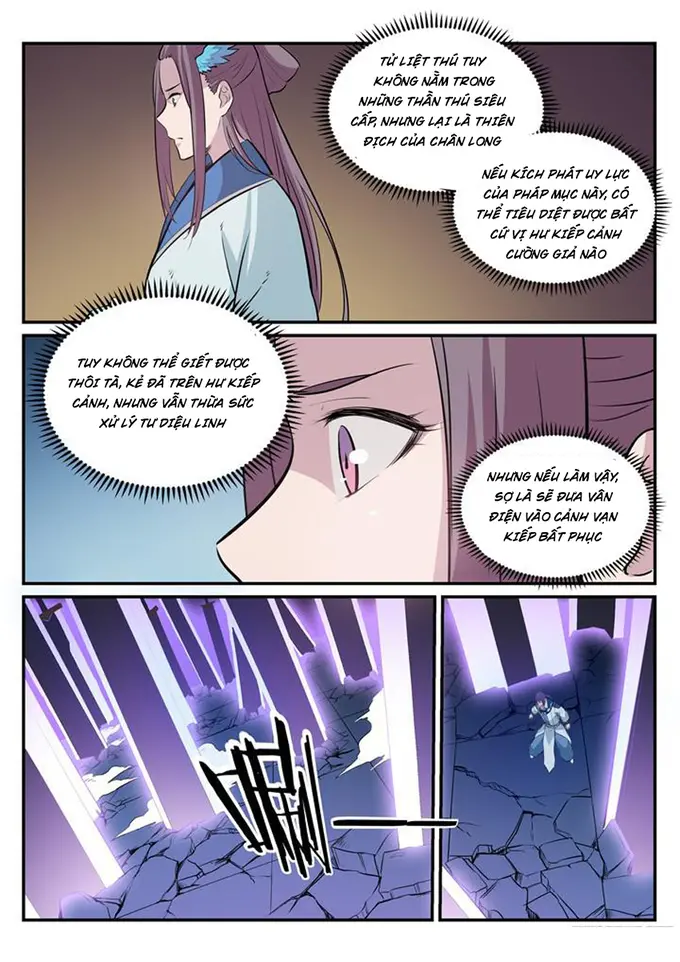 TỬ LIỆT THÚ TUY
KHÔNG NẰM TRONG
NHỮNG THẦN THÚ SIÊU
CẤP, NHƯNG LẠI LÀ THIÊN
ĐỊCH CỦA CHÂN LONG
NẾU KÍCH PHÁT UY LỰC
CỦA PHÁP MỤC NÀY, CÓ
THỂ TIÊU DIỆT ĐƯỢC BẤT
CỨ VỊ HƯ KIẾP CẢNH
CƯỜNG GIẢ NÀO
TUY KHÔNG THỂ GIẾT ĐƯỢC
THÔI TÀ, KẺ ĐÃ TRÊN HƯ KIẾP
CẢNH, NHƯNG VẪN THỪA SỨC
XỬ LÝ TƯ DIỆU LINH
NHƯNG NẾU LÀM VẬY,
SỢ LÀ SẼ ĐƯA VÂN
ĐIỆN VÀO CẢNH VẠN
KIẾP BẤT PHỤC